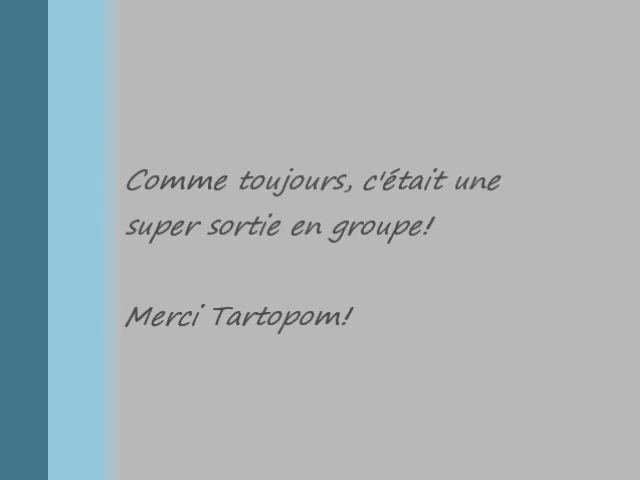 Comme toujours, c'était une
super sortie en groupe!
Merci Tartopom!